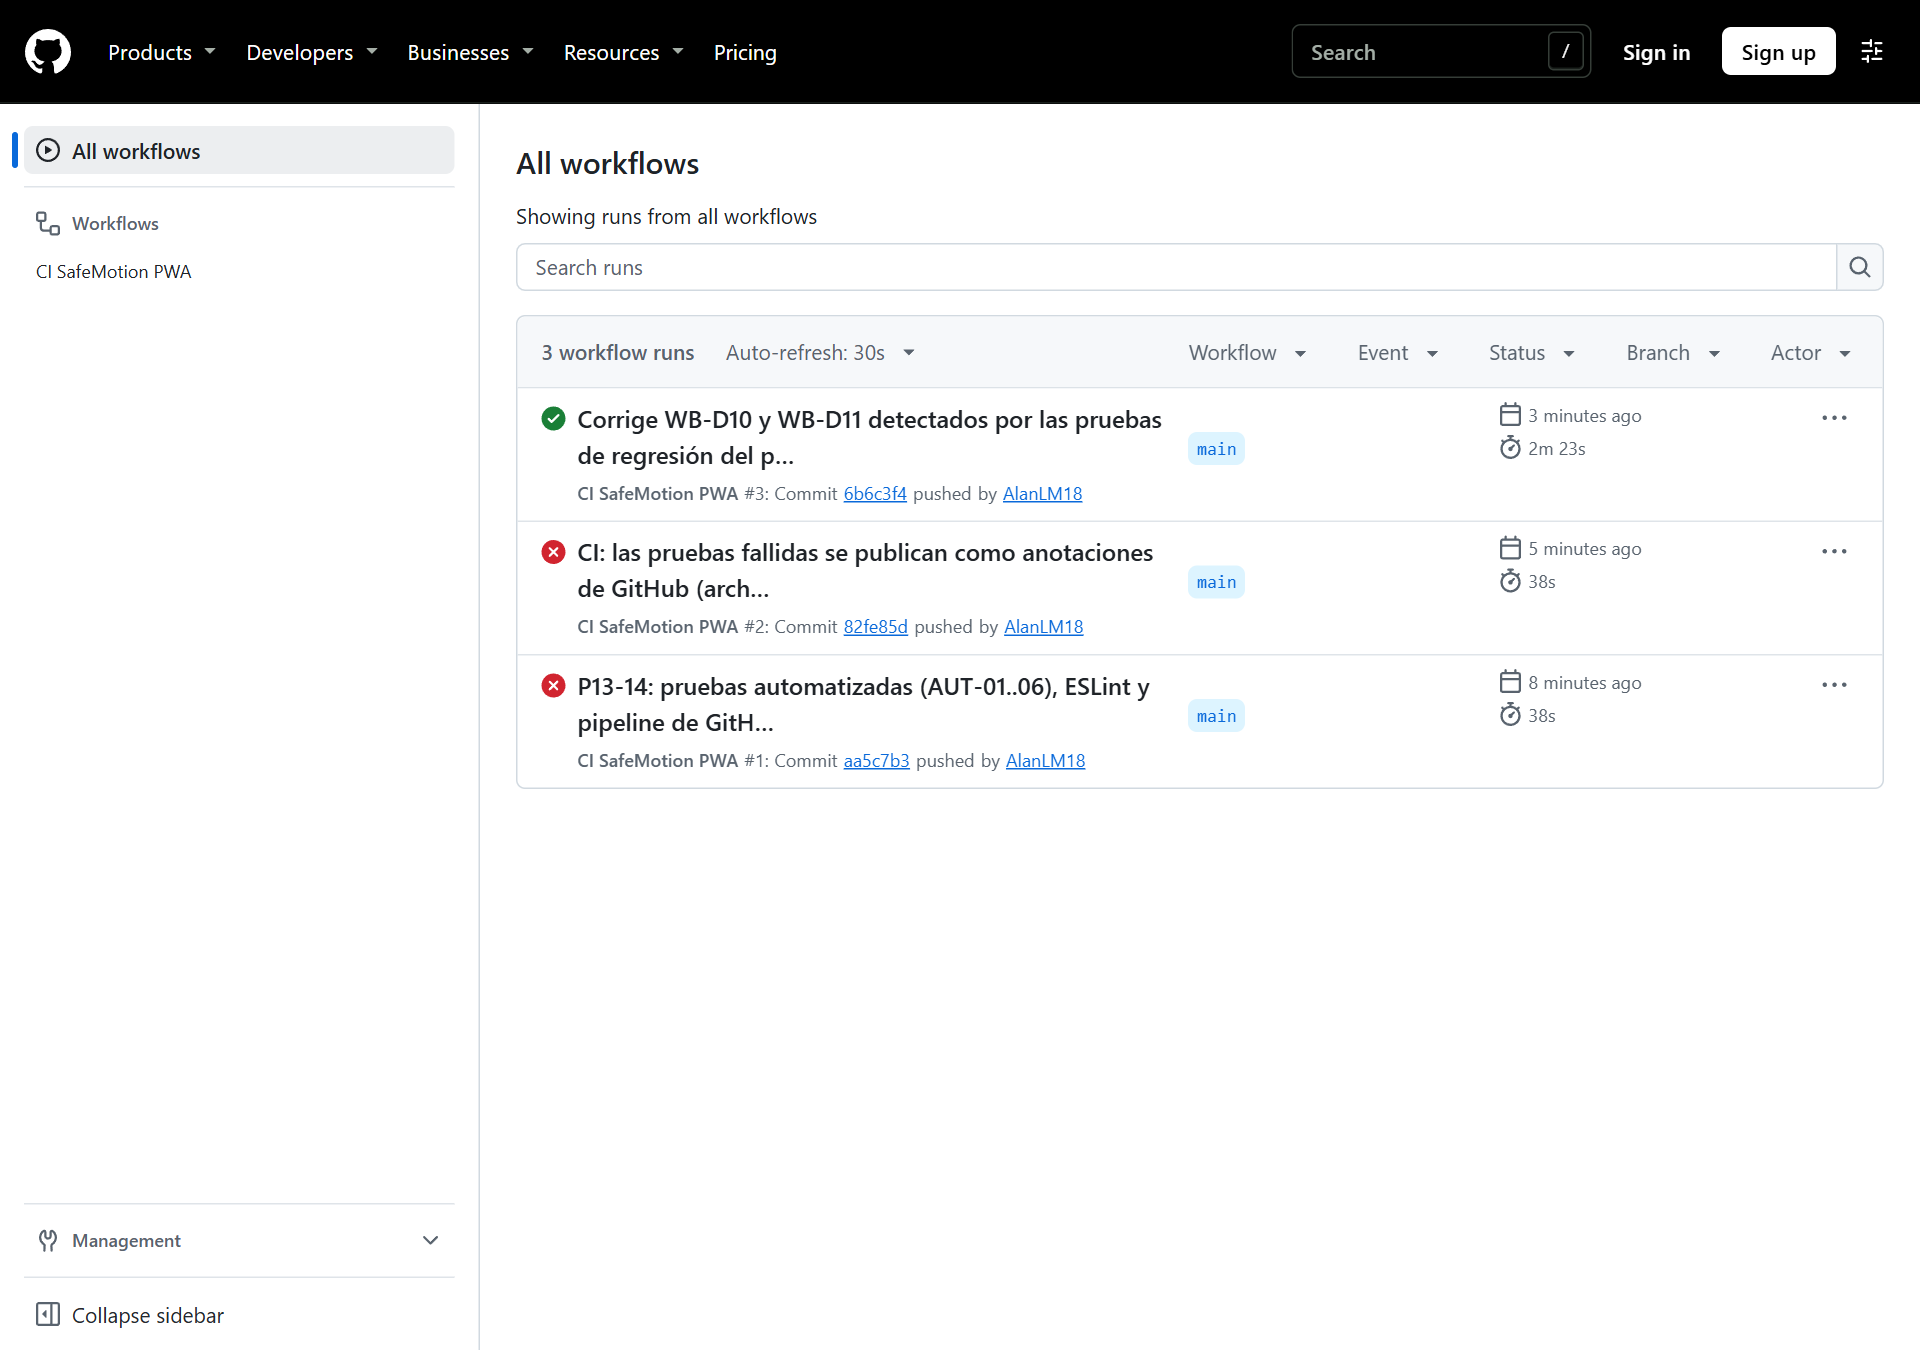 Products
Developers
Businesses
Resources
Pricing
Search
/
Sign in
Sign up
All workflows
Workflows
CI SafeMotion PWA
Management
Collapse sidebar
All workflows
Showing runs from all workflows
Search runs
3 workflow runs
Auto-refresh: 30s
Workflow
Event
Status
Branch
Actor
Corrige WB-D10 y WB-D11 detectados por las pruebas
de regresión del p...
CI SafeMotion PWA #3: Commit 6b6c3f4 pushed by AlanLM18
main
3 minutes ago
2m 23s
CI: las pruebas fallidas se publican como anotaciones
de GitHub (arch...
CI SafeMotion PWA #2: Commit 82fe85d pushed by AlanLM18
main
5 minutes ago
38s
P13-14: pruebas automatizadas (AUT-01..06), ESLint y
pipeline de GitH...
CI SafeMotion PWA #1: Commit aa5c7b3 pushed by AlanLM18
main
8 minutes ago
38s